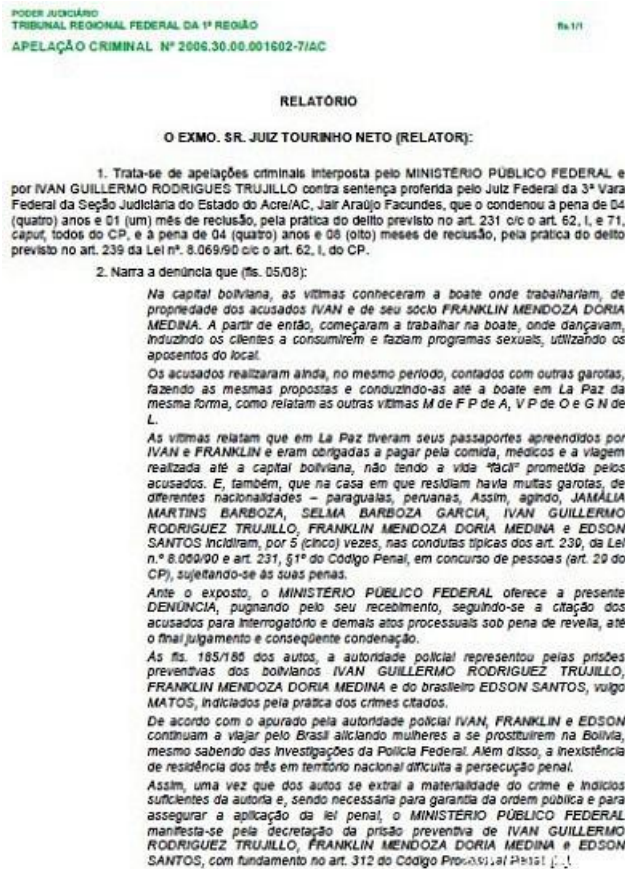 PODER JUDICIÁRIO
TRIBUNAL REGIONAL FEDERAL DA 1ª REGIÃO
fls.1/1
APELAÇÃO CRIMINAL Nº 2006.30.00.001602-7/AC
RELATÓRIO
O EXMO. SR. JUIZ TOURINHO NETO (RELATOR):
1. Trata-se de apelações criminais interposta pelo MINISTÉRIO PÚBLICO FEDERAL e
por IVAN GUILLERMO RODRIGUES TRUJILLO contra sentença proferida pelo Juiz Federal da 3ª Vara
Federal da Seção Judiciária do Estado do Acre/AC, Jair Araújo Facundes, que o condenou à pena de 04
(quatro) anos e 01 (um) mês de reclusão, pela prática do delito previsto no art. 231 c/c o art. 62, I, e 71,
caput, todos do CP, e à pena de 04 (quatro) anos e 08 (oito) meses de reclusão, pela prática do delito
previsto no art. 239 da Lei nº. 8.069/90 c/c o art. 62, I, do CP.
2. Narra a denúncia que (fls. 05/08):
Na capital boliviana, as vítimas conheceram a boate onde trabalhariam, de
propriedade dos acusados IVAN e de seu sócio FRANKLIN MENDOZA DORIA
MEDINA. A partir de então, começaram a trabalhar na boate, onde dançavam,
induzindo os clientes a consumirem e faziam programas sexuais, utilizando os
aposentos do local.
Os acusados realizaram ainda, no mesmo período, contados com outras garotas,
fazendo as mesmas propostas e conduzindo-as até a boate em La Paz da
mesma forma, como relatam as outras vítimas M de F P de A, V P de O e G N de
L.
As vítimas relatam que em La Paz tiveram seus passaportes apreendidos por
IVAN e FRANKLIN e eram obrigadas a pagar pela comida, médicos e a viagem
realizada até a capital boliviana, não tendo a vida "fácil" prometida pelos
acusados. E, também, que na casa em que residiam havia muitas garotas, de
diferentes nacionalidades – paraguaias, peruanas, Assim, agindo, JAMÁLIA
MARTINS BARBOZA, SELMA BARBOZA GARCIA, IVAN GUILLERMO
RODRIGUEZ TRUJILLO, FRANKLIN MENDOZA DORIA MEDINA e EDSON
SANTOS incidiram, por 5 (cinco) vezes, nas condutas típicas dos art. 239, da Lei
n.º 8.069/90 e art. 231, §1º do Código Penal, em concurso de pessoas (art. 29 do
CP), sujeitando-se às suas penas.
Ante o exposto, o MINISTÉRIO PÚBLICO FEDERAL oferece a presente
DENÚNCIA, pugnando pelo seu recebimento, seguindo-se a citação dos
acusados para interrogatório e demais atos processuais sob pena de revelia, até
o final julgamento e conseqüente condenação.
Às fls. 185/186 dos autos, a autoridade policial representou pelas prisões
preventivas dos bolivianos IVAN GUILLERMO RODRIGUEZ TRUJILLO,
FRANKLIN MENDOZA DORIA MEDINA e do brasileiro EDSON SANTOS, vulgo
MATOS, indiciados pela prática dos crimes citados.
De acordo com o apurado pela autoridade policial IVAN, FRANKLIN e EDSON
continuam a viajar pelo Brasil aliciando mulheres a se prostituirem na Bolívia,
mesmo sabendo das investigações da Polícia Federal. Além disso, a inexistência
de residência dos três em território nacional dificulta a persecução penal.
Assim, uma vez que dos autos se extrai a materialidade do crime e indícios
suficientes da autoria e, sendo necessária para garantia da ordem pública e para
assegurar a aplicação da lei penal, o MINISTÉRIO PÚBLICO FEDERAL
manifesta-se pela decretação da prisão preventiva de IVAN GUILLERMO
RODRIGUEZ TRUJILLO, FRANKLIN MENDOZA DORIA MEDINA e EDSON
SANTOS, com fundamento no art. 312 do Código Processual Penal